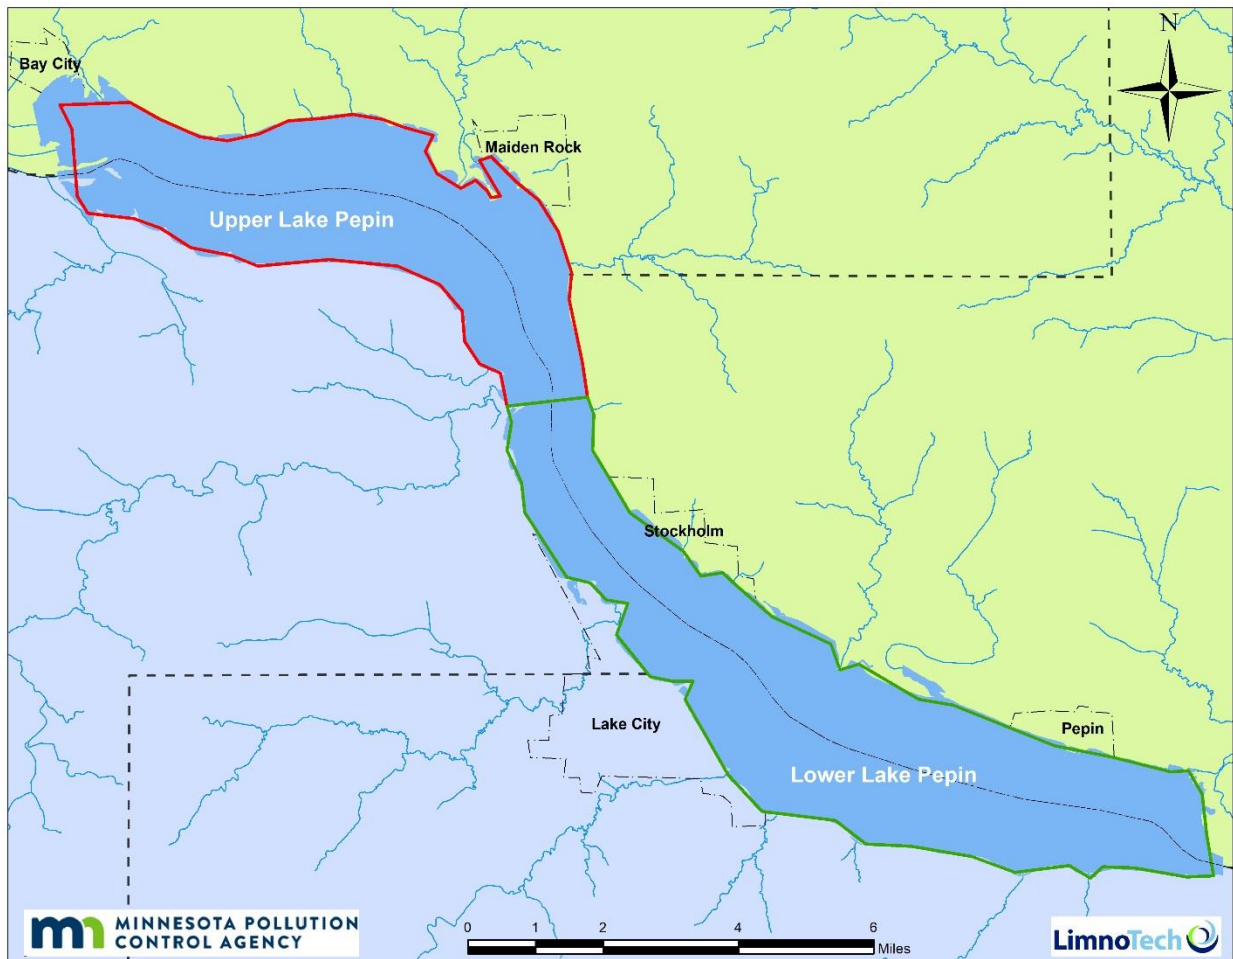 N
Bay City
Maiden Rock
Upper Lake Pepin
Stockholm
Lake City
Pepin
Lower Lake Pepin
MINNESOTA POLLUTION
CONTROL AGENCY
0 1 2 4 6
Miles
LimnoTech